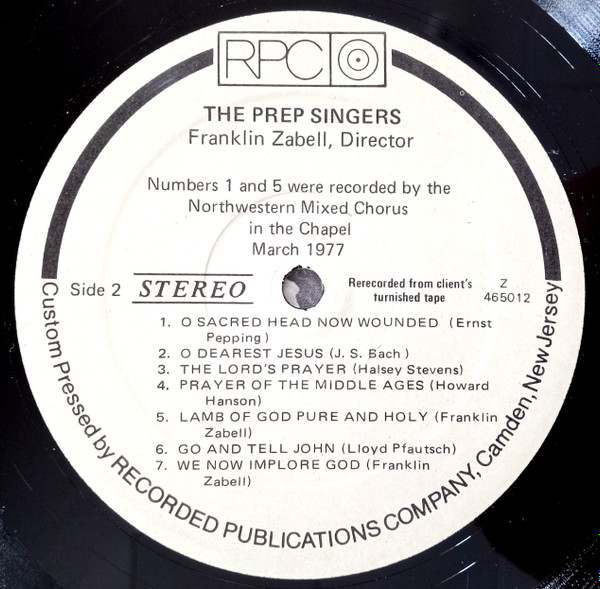 RPC
THE PREP SINGERS
Franklin Zabell, Director
Numbers 1 and 5 were recorded by the
Northwestern Mixed Chorus
in the Chapel
March 1977
Side 2 STEREO
Rerecorded from client's
turnished tape
Z
465012
1. O SACRED HEAD NOW WOUNDED (Ernst
Pepping)
2. O DEAREST JESUS (J. S. Bach)
3. THE LORD'S PRAYER (Halsey Stevens)
4. PRAYER OF THE MIDDLE AGES (Howard
Hanson)
5. LAMB OF GOD PURE AND HOLY (Franklin
Zabell)
6. GO AND TELL JOHN (Lloyd Pfautsch)
7. WE NOW IMPLORE GOD (Franklin
Zabell)
Custom Pressed by RECORDED PUBLICATIONS COMPANY, Camden, New Jersey